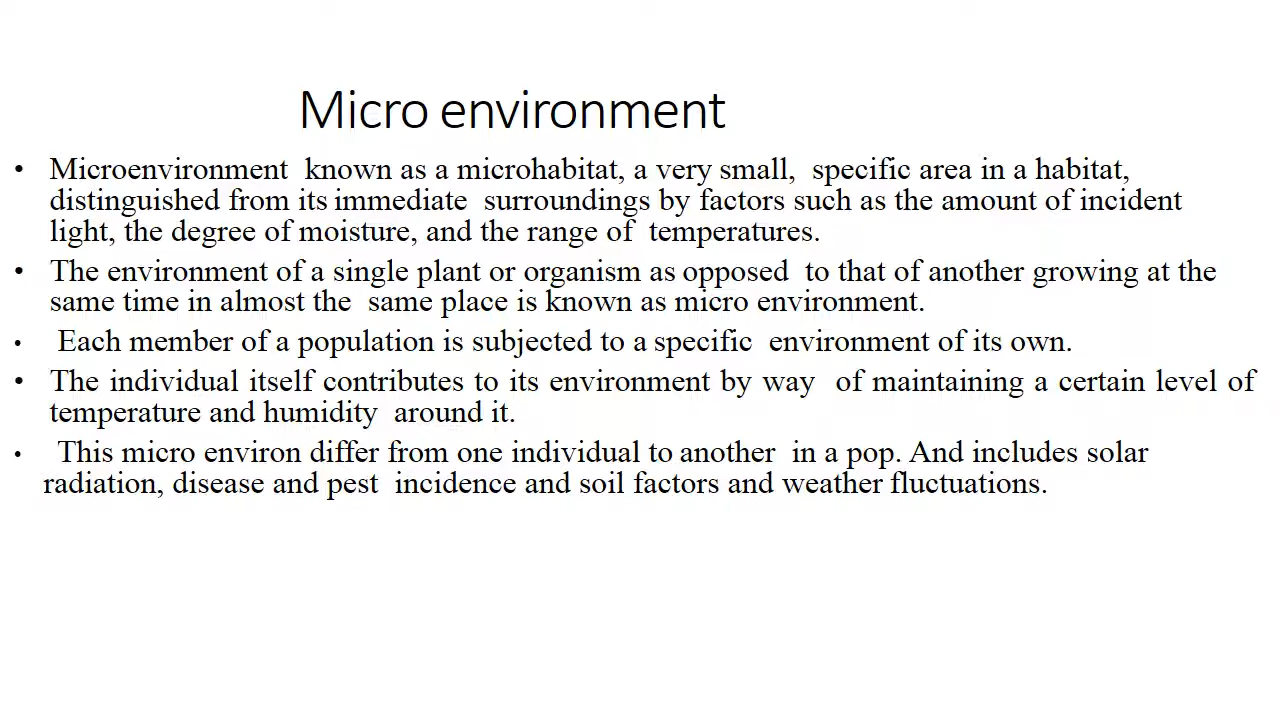 Micro environment
• Microenvironment known as a microhabitat, a very small, specific area in a habitat,
distinguished from its immediate surroundings by factors such as the amount of incident
light, the degree of moisture, and the range of temperatures.
• The environment of a single plant or organism as opposed to that of another growing at the
same time in almost the same place is known as micro environment.
• Each member of a population is subjected to a specific environment of its own.
• The individual itself contributes to its environment by way of maintaining a certain level of
temperature and humidity around it.
• This micro environ differ from one individual to another in a pop. And includes solar
radiation, disease and pest incidence and soil factors and weather fluctuations.